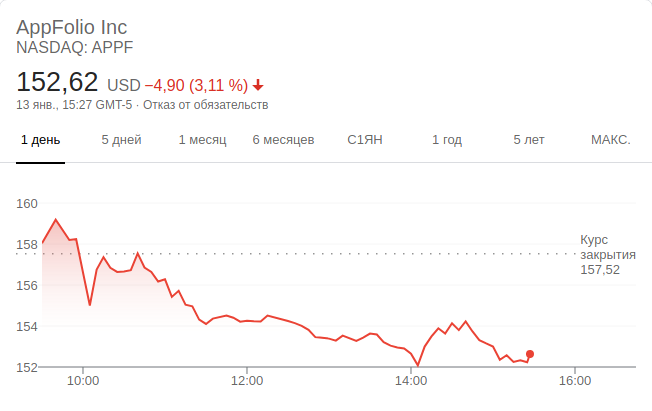 AppFolio Inc
NASDAQ: APPF
152,62 USD −4,90 (3,11 %)
13 янв., 15:27 GMT-5 · Отказ от обязательств
1 день 5 дней 1 месяц 6 месяцев С1ЯН 1 год 5 лет МАКС.
160
158
156
154
152
Курс
закрытия
157,52
10:00 12:00 14:00 16:00